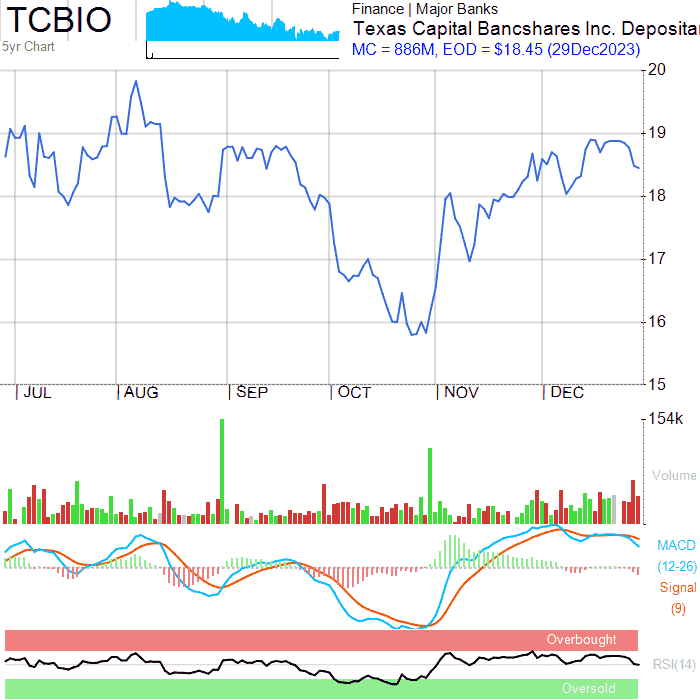 TCBIO
5yr Chart
Finance | Major Banks
Texas Capital Bancshares Inc. Depositar
MC = 886M, EOD = $18.45 (29Dec2023)
20
19
18
17
16
15
JUL AUG SEP OCT NOV DEC
154k
Volume
MACD
(12-26)
Signal
(9)
Overbought
RSI(14)
Oversold